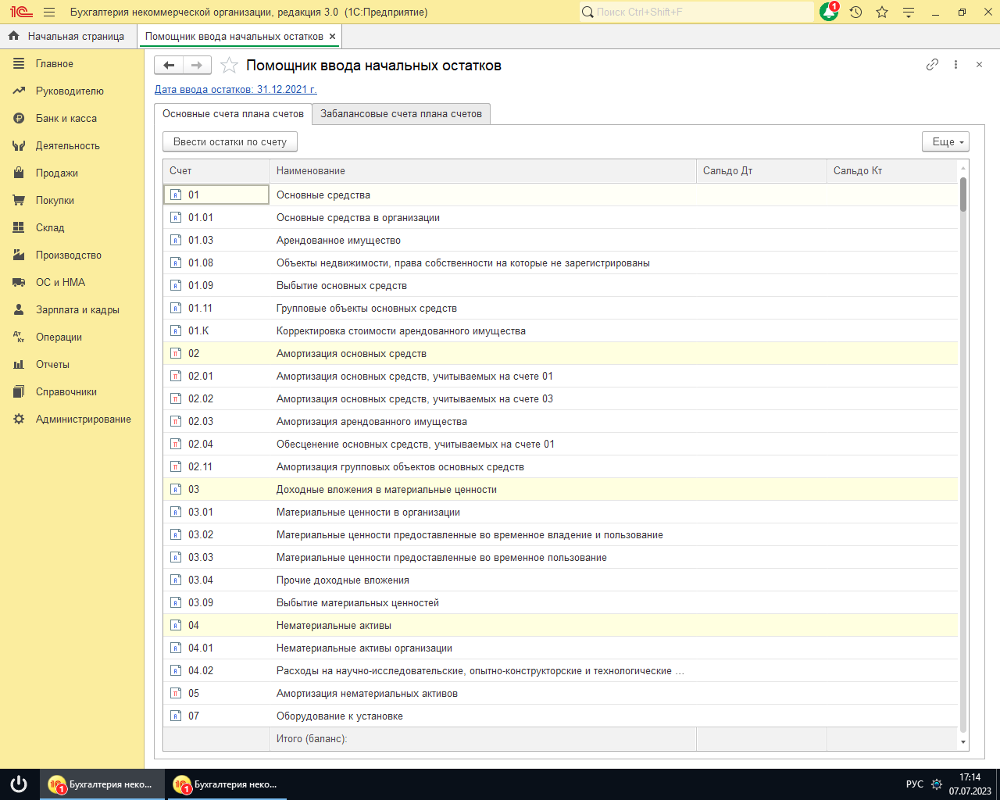 Бухгалтерия некоммерческой организации, редакция 3.0 (1С:Предприятие)
Поиск Ctrl+Shift+F
1
Начальная страница
Помощник ввода начальных остатков
Главное
Руководителю
Банк и касса
Деятельность
Продажи
Покупки
Склад
Производство
ОС и НМА
Зарплата и кадры
Операции
Отчеты
Справочники
Администрирование
Помощник ввода начальных остатков
Дата ввода остатков: 31.12.2021 г.
Основные счета плана счетов
Забалансовые счета плана счетов
Ввести остатки по счету
Еще
Счет Наименование Сальдо Дт Сальдо Кт
01 Основные средства
01.01 Основные средства в организации
01.03 Арендованное имущество
01.08 Объекты недвижимости, права собственности на которые не зарегистрированы
01.09 Выбытие основных средств
01.11 Групповые объекты основных средств
01.К Корректировка стоимости арендованного имущества
02 Амортизация основных средств
02.01 Амортизация основных средств, учитываемых на счете 01
02.02 Амортизация основных средств, учитываемых на счете 03
02.03 Амортизация арендованного имущества
02.04 Обесценение основных средств, учитываемых на счете 01
02.11 Амортизация групповых объектов основных средств
03 Доходные вложения в материальные ценности
03.01 Материальные ценности в организации
03.02 Материальные ценности предоставленные во временное владение и пользование
03.03 Материальные ценности предоставленные во временное пользование
03.04 Прочие доходные вложения
03.09 Выбытие материальных ценностей
04 Нематериальные активы
04.01 Нематериальные активы организации
04.02 Расходы на научно-исследовательские, опытно-конструкторские и технологические ...
05 Амортизация нематериальных активов
07 Оборудование к установке
Итого (баланс):
1 Бухгалтерия неко...
1 Бухгалтерия неко...
РУС
17:14
07.07.2023